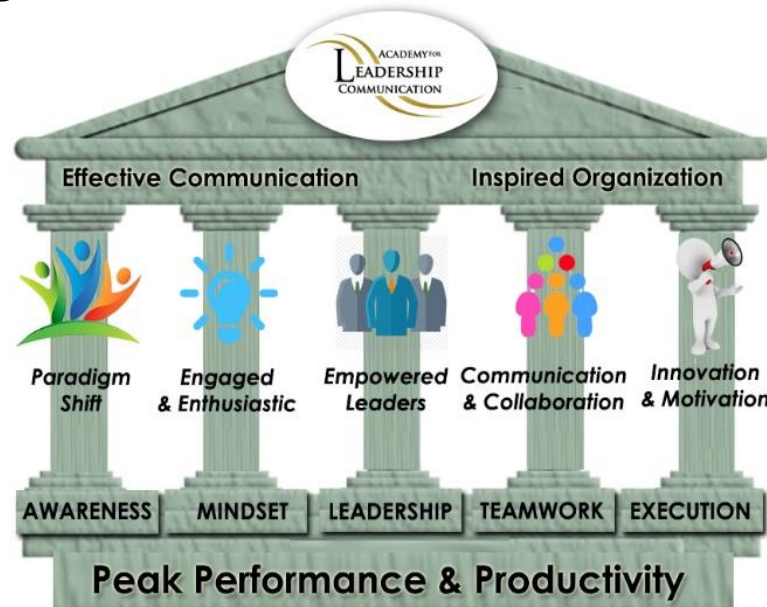 ACADEMY FOR
LEADERSHIP
COMMUNICATION
Effective Communication
Inspired Organization
Paradigm
Shift
Engaged
& Enthusiastic
Empowered
Leaders
Communication
& Collaboration
Innovation
& Motivation
AWARENESS
MINDSET
LEADERSHIP
TEAMWORK
EXECUTION
Peak Performance & Productivity